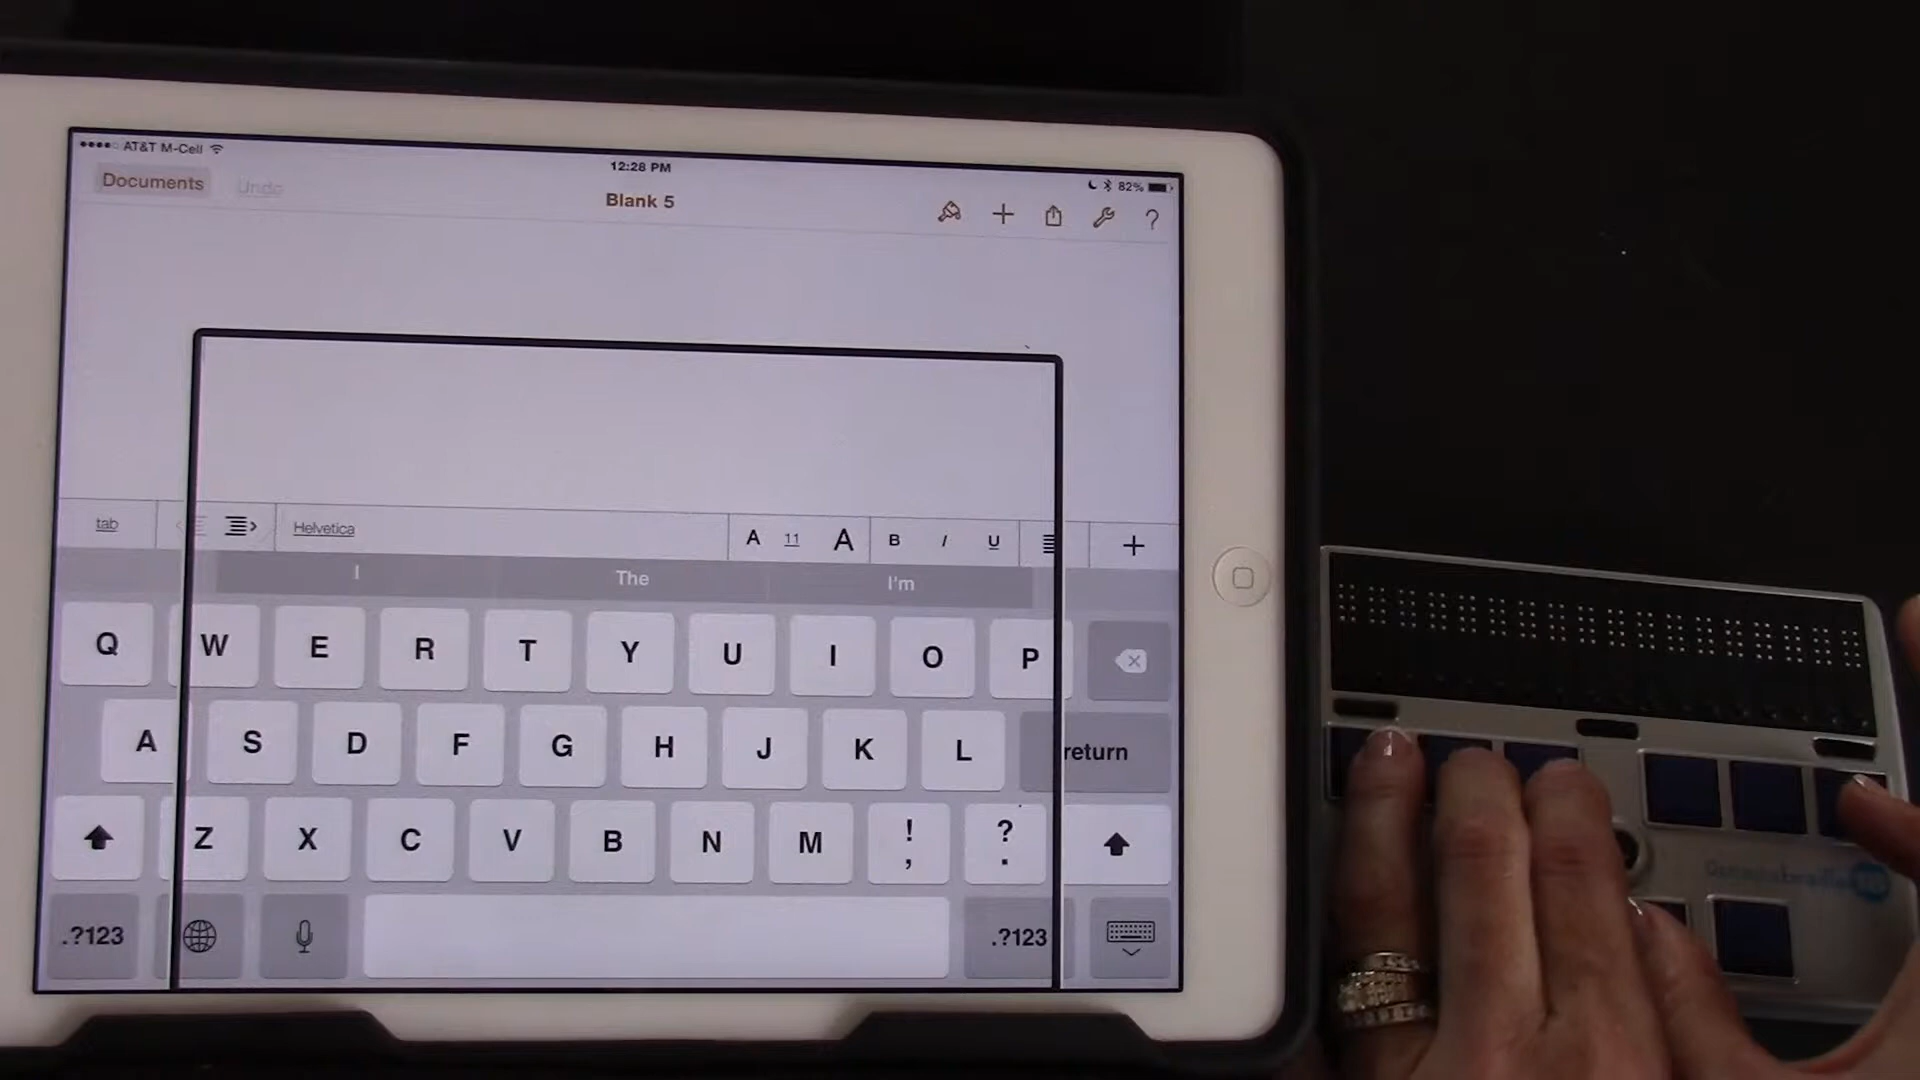 AT&T M-Cell
12:28 PM
82%
Documents Undo
Blank 5
?
tab Helvetica A 11 A B I U +
I The I'm
Q W E R T Y U I O P
A S D F G H J K L return
Z X C V B N M ! , ? .
.?123 .?123